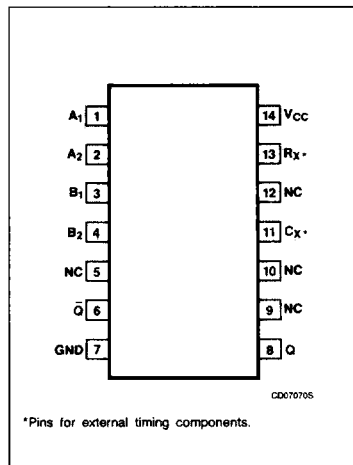 A1 1 14 VCC
A2 2 13 RX*
B1 3 12 NC
B2 4 11 CX*
NC 5 10 NC
Q̄ 6 9 NC
GND 7 8 Q
CD07070S
*Pins for external timing components.